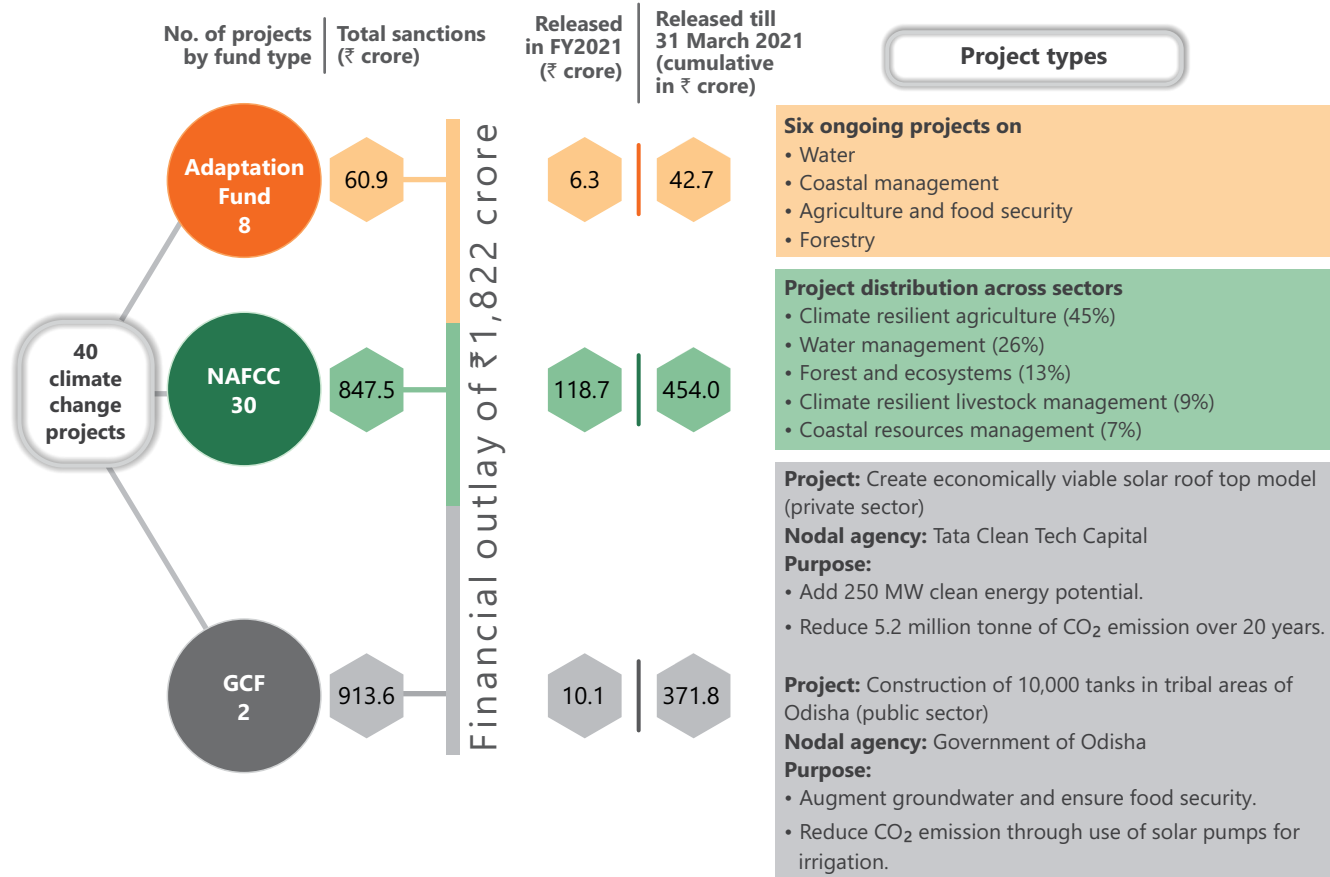 No. of projects
by fund type
Total sanctions
(₹ crore)
Released
in FY2021
(₹ crore)
Released till
31 March 2021
(cumulative
in ₹ crore)
Project types
40
climate
change
projects
Adaptation
Fund
8
60.9
6.3
42.7
Six ongoing projects on
• Water
• Coastal management
• Agriculture and food security
• Forestry
Financial outlay of ₹1,822 crore
NAFCC
30
847.5
118.7
454.0
Project distribution across sectors
• Climate resilient agriculture (45%)
• Water management (26%)
• Forest and ecosystems (13%)
• Climate resilient livestock management (9%)
• Coastal resources management (7%)
GCF
2
913.6
10.1
371.8
Project: Create economically viable solar roof top model
(private sector)
Nodal agency: Tata Clean Tech Capital
Purpose:
• Add 250 MW clean energy potential.
• Reduce 5.2 million tonne of CO₂ emission over 20 years.
Project: Construction of 10,000 tanks in tribal areas of
Odisha (public sector)
Nodal agency: Government of Odisha
Purpose:
• Augment groundwater and ensure food security.
• Reduce CO₂ emission through use of solar pumps for
irrigation.